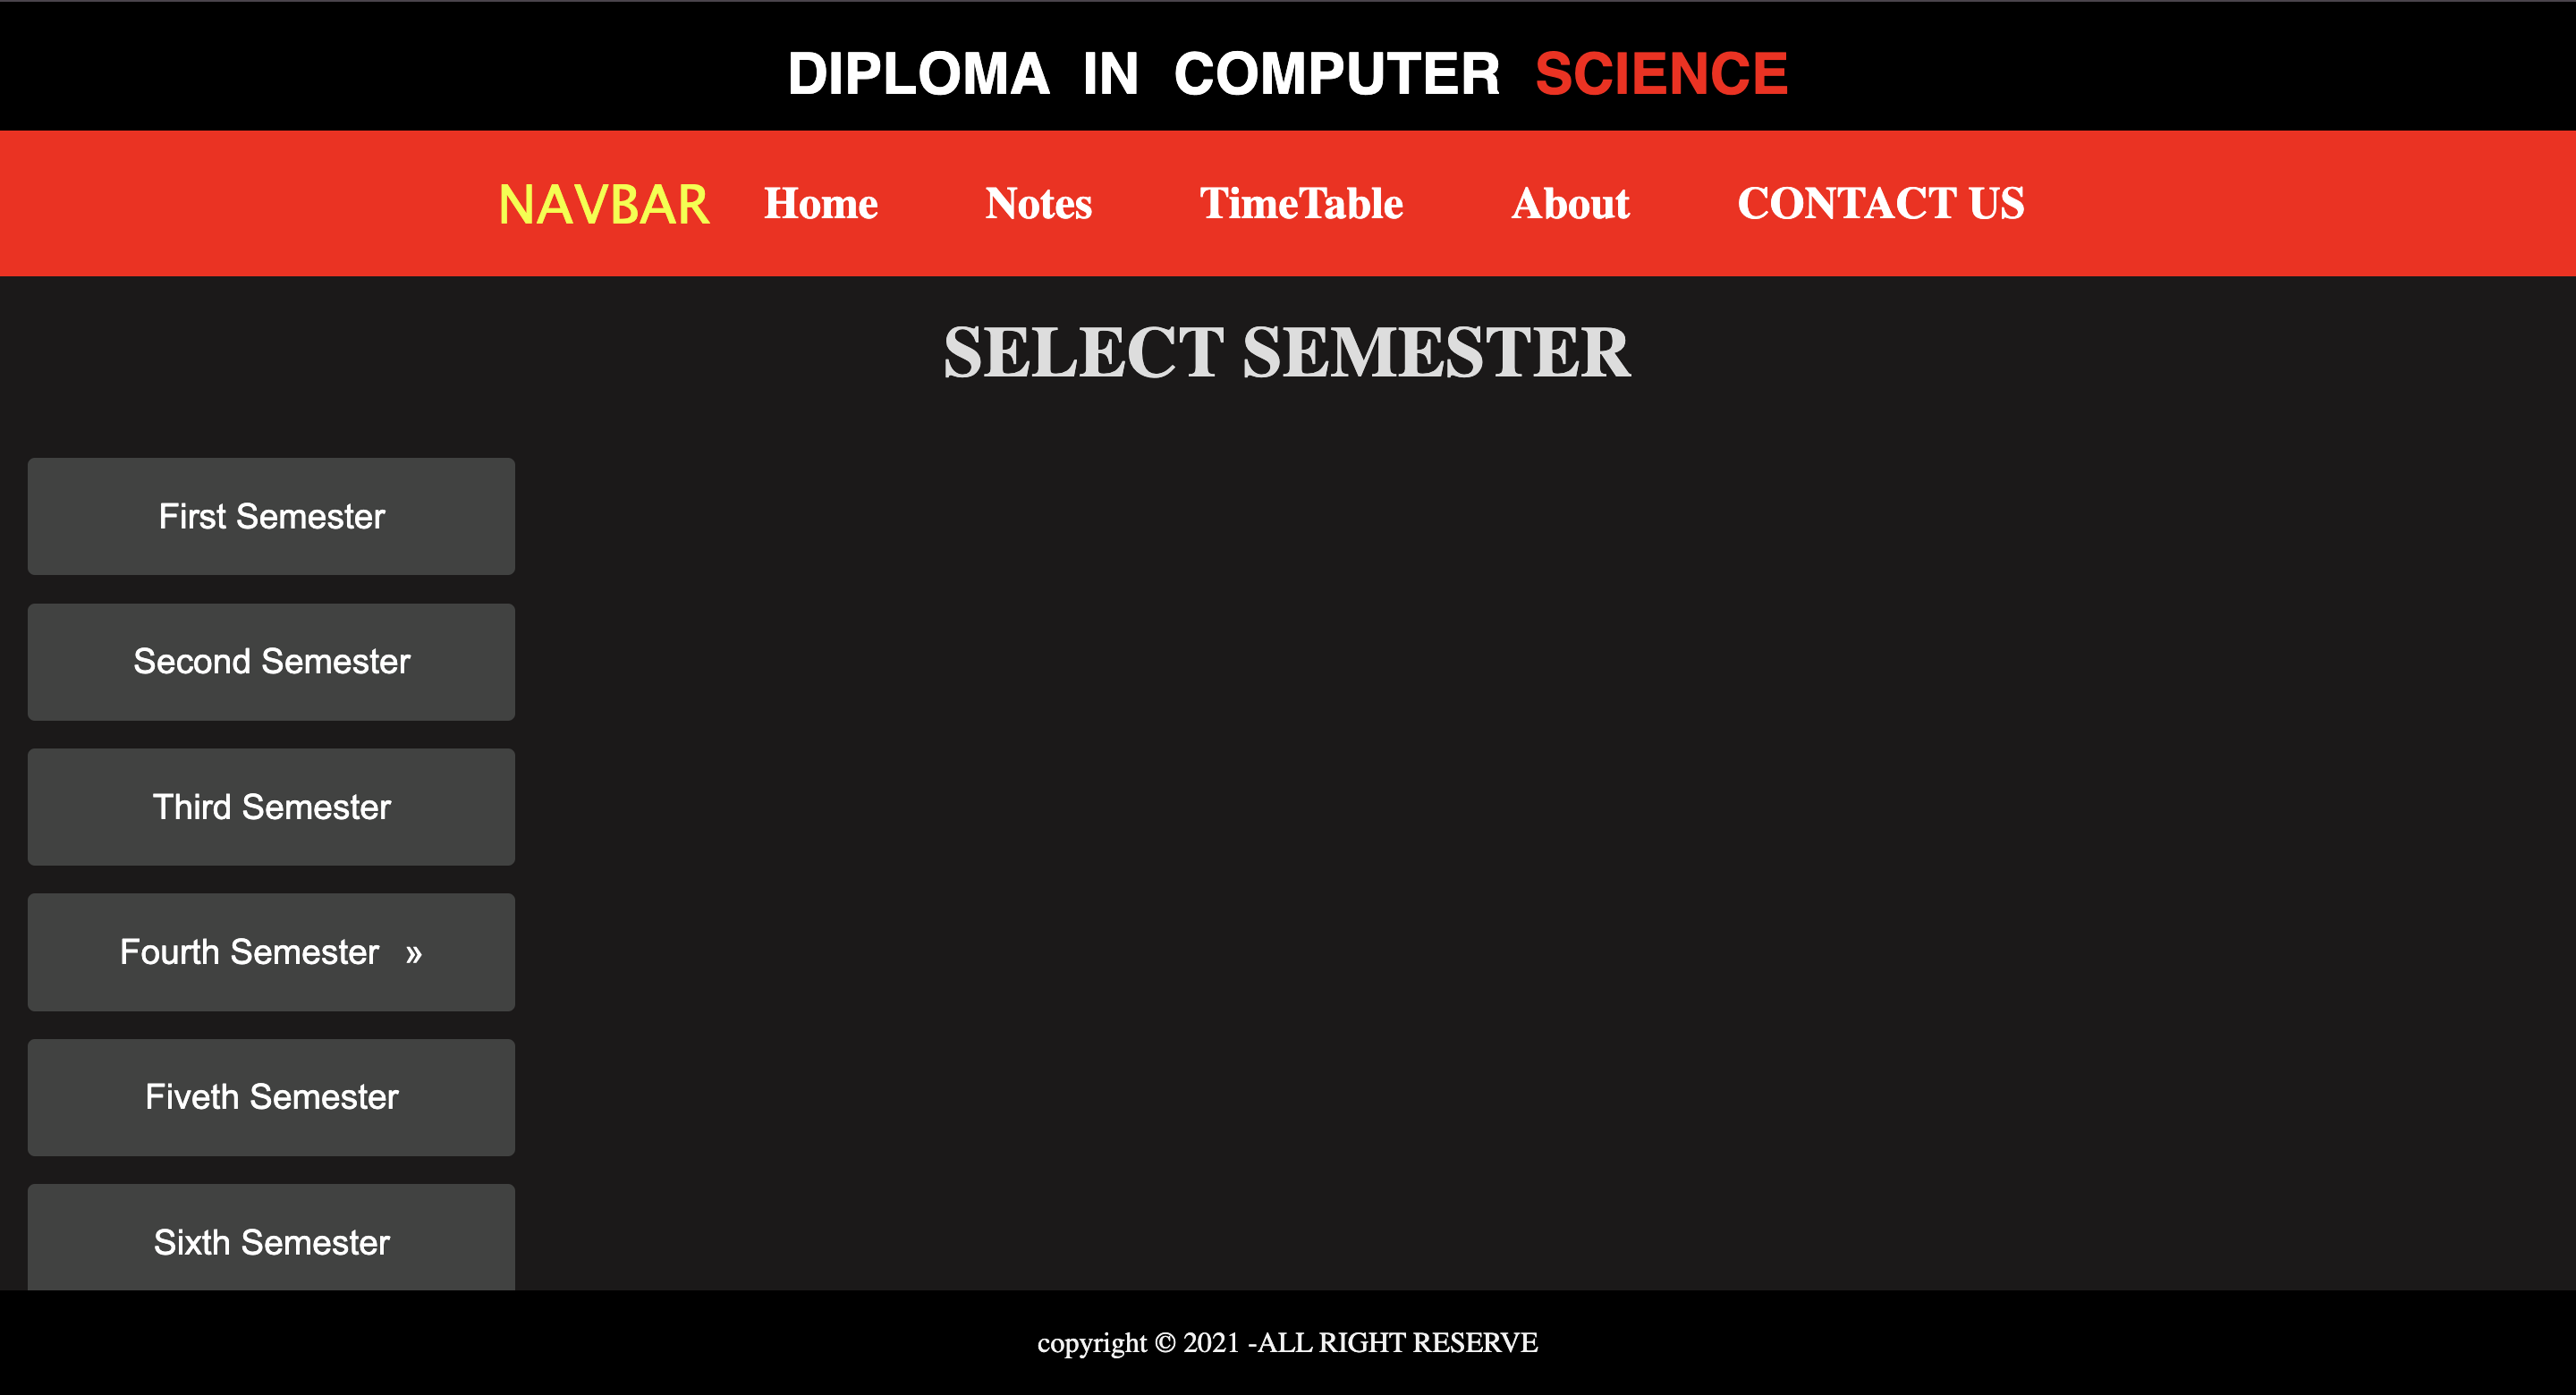 DIPLOMA IN COMPUTER SCIENCE
NAVBAR Home Notes TimeTable About CONTACT US
SELECT SEMESTER
First Semester
Second Semester
Third Semester
Fourth Semester »
Fiveth Semester
Sixth Semester
copyright © 2021 -ALL RIGHT RESERVE